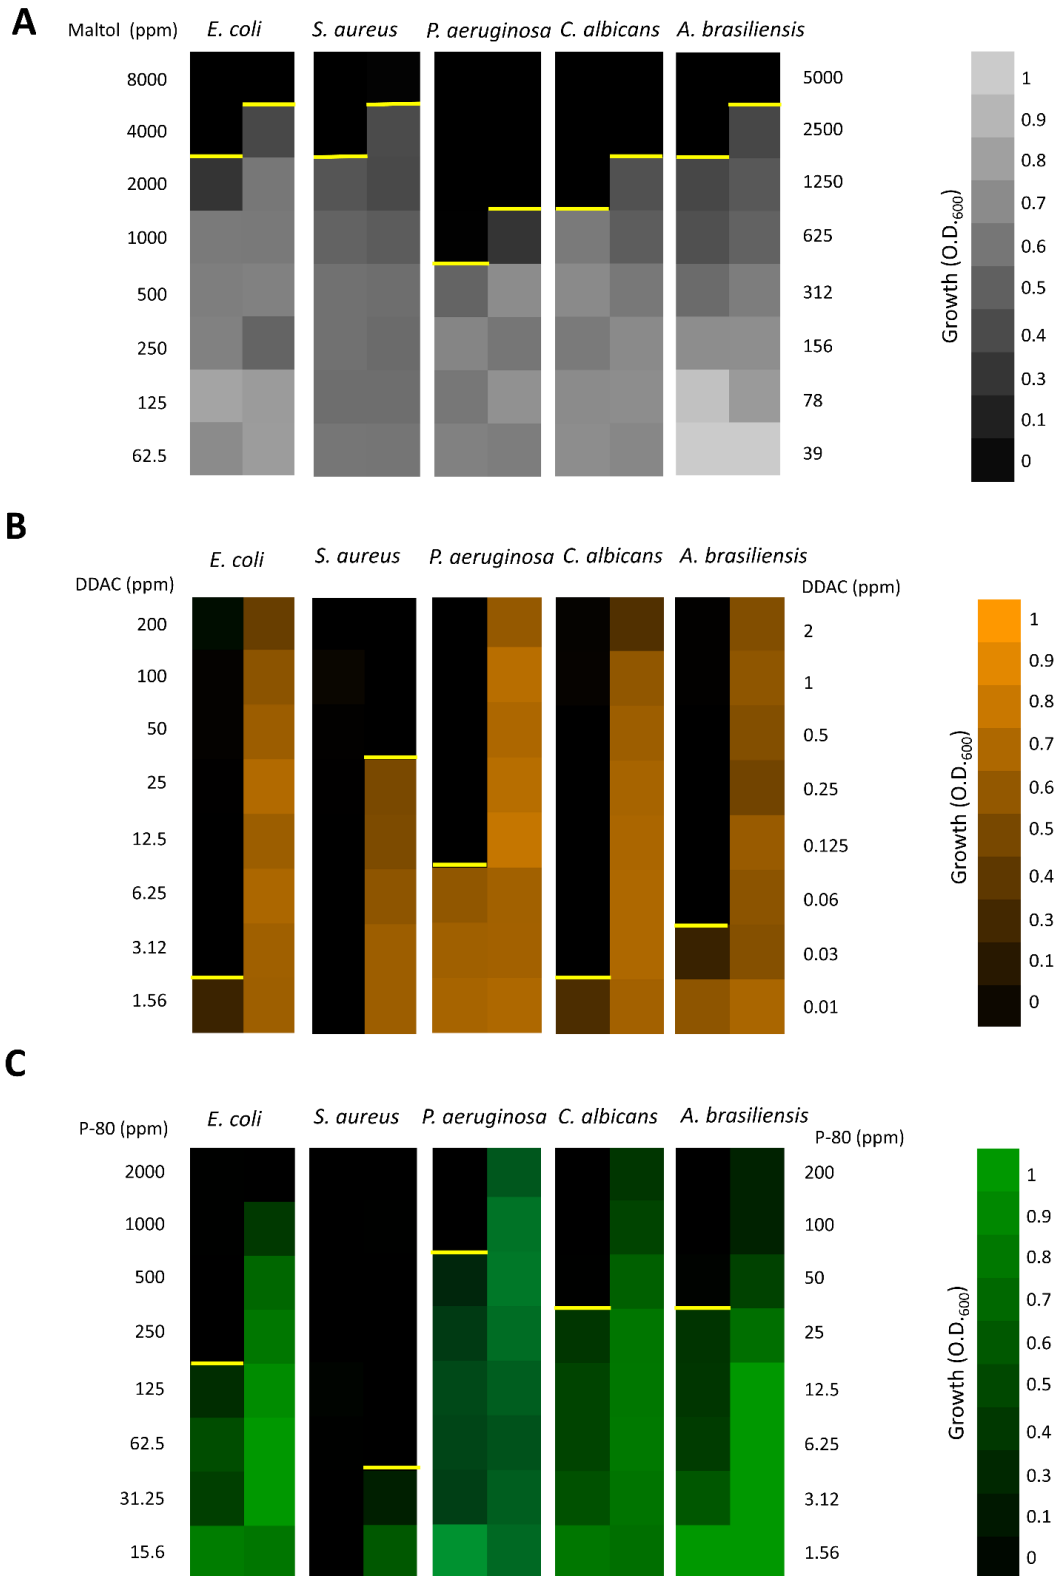 A
Maltol (ppm) E. coli S. aureus P. aeruginosa C. albicans A. brasiliensis
8000 5000 1
4000 2500 0.9
2000 1250 0.8
1000 625 0.7
500 312 0.6
250 156 0.5
125 78 0.4
62.5 39 0.3
0.1
0
Growth (O.D.600)
B
E. coli S. aureus P. aeruginosa C. albicans A. brasiliensis
DDAC (ppm) DDAC (ppm)
200 2 1
100 1 0.9
50 0.5 0.8
25 0.25 0.7
12.5 0.125 0.6
6.25 0.06 0.5
3.12 0.03 0.4
1.56 0.01 0.3
0.1
0
Growth (O.D.600)
C
E. coli S. aureus P. aeruginosa C. albicans A. brasiliensis
P-80 (ppm) P-80 (ppm)
2000 200 1
1000 100 0.9
500 50 0.8
250 25 0.7
125 12.5 0.6
62.5 6.25 0.5
31.25 3.12 0.4
15.6 1.56 0.3
0.1
0
Growth (O.D.600)